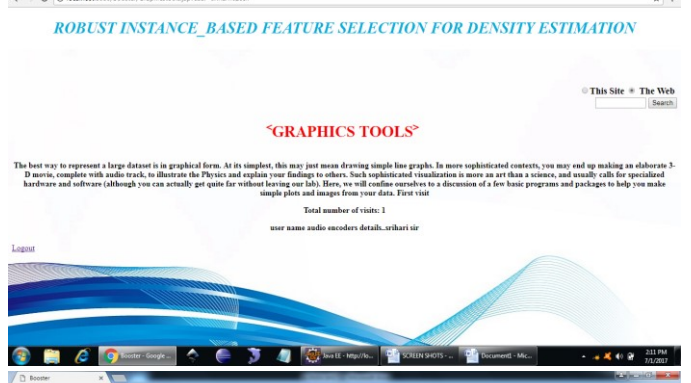 ROBUST INSTANCE_BASED FEATURE SELECTION FOR DENSITY ESTIMATION
This Site The Web
Search
<GRAPHICS TOOLS>
The best way to represent a large dataset is in graphical form. At its simplest, this may just mean drawing simple line graphs. In more sophisticated contexts, you may end up making an elaborate 3-
D movie, complete with audio track, to illustrate the Physics and explain your findings to others. Such sophisticated visualization is more an art than a science, and usually calls for specialized
hardware and software (although you can actually get quite far without leaving our lab). Here, we will confine ourselves to a discussion of a few basic programs and packages to help you make
simple plots and images from your data. First visit
Total number of visits: 1
user name audio encoders details..srihari sir
Logout
Booster - Google ...
Java EE - http://lo...
SCREEN SHOTS - ...
Document1 - Mic...
2:11 PM
7/1/2017
Booster